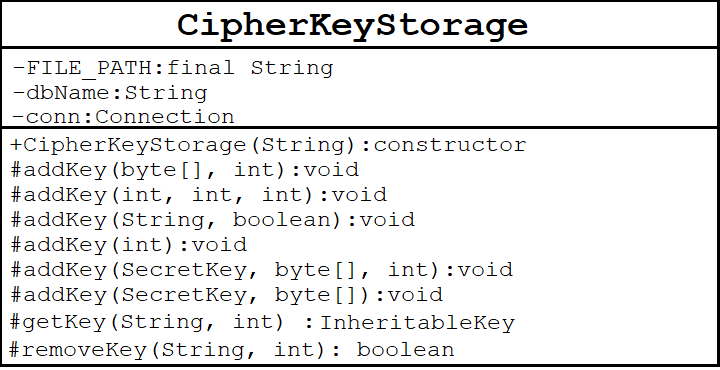 CipherKeyStorage
-FILE_PATH:final String
-dbName:String
-conn:Connection
+CipherKeyStorage(String):constructor
#addKey(byte[], int):void
#addKey(int, int, int):void
#addKey(String, boolean):void
#addKey(int):void
#addKey(SecretKey, byte[], int):void
#addKey(SecretKey, byte[]):void
#getKey(String, int) :InheritableKey
#removeKey(String, int): boolean